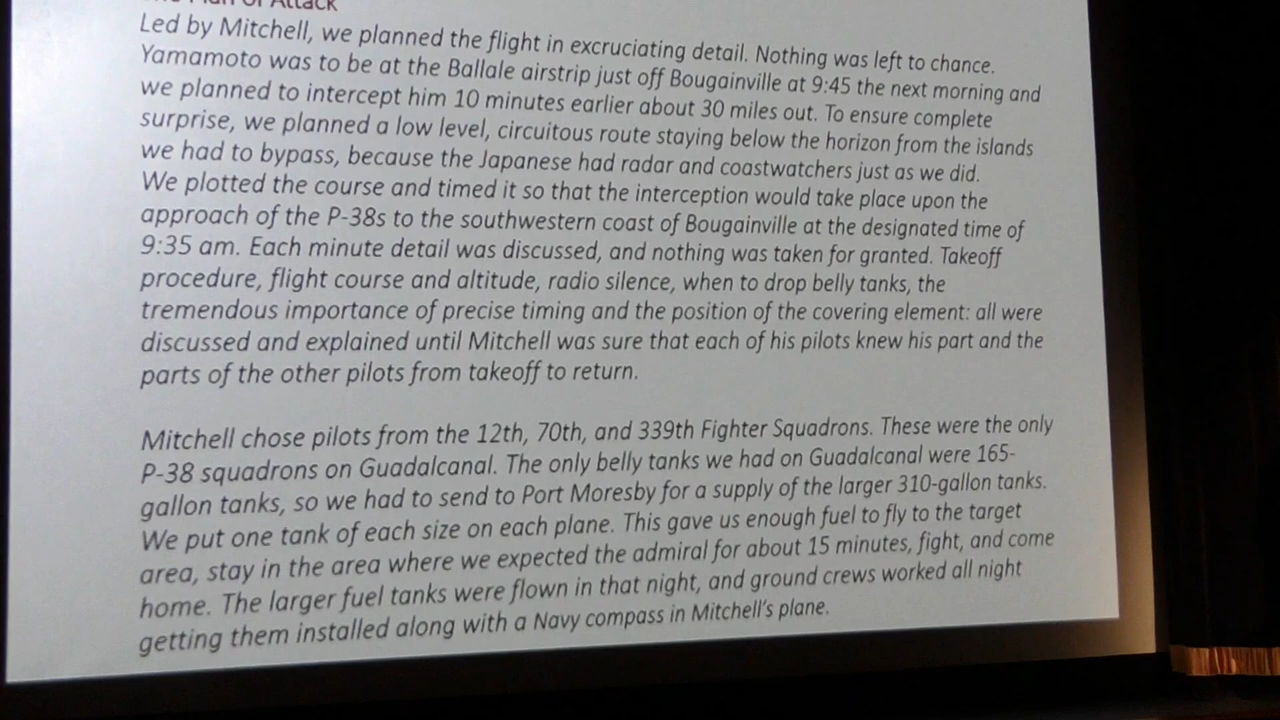 The Plan of Attack
Led by Mitchell, we planned the flight in excruciating detail. Nothing was left to chance.
Yamamoto was to be at the Ballale airstrip just off Bougainville at 9:45 the next morning and
we planned to intercept him 10 minutes earlier about 30 miles out. To ensure complete
surprise, we planned a low level, circuitous route staying below the horizon from the islands
we had to bypass, because the Japanese had radar and coastwatchers just as we did.
We plotted the course and timed it so that the interception would take place upon the
approach of the P-38s to the southwestern coast of Bougainville at the designated time of
9:35 am. Each minute detail was discussed, and nothing was taken for granted. Takeoff
procedure, flight course and altitude, radio silence, when to drop belly tanks, the
tremendous importance of precise timing and the position of the covering element: all were
discussed and explained until Mitchell was sure that each of his pilots knew his part and the
parts of the other pilots from takeoff to return.
Mitchell chose pilots from the 12th, 70th, and 339th Fighter Squadrons. These were the only
P-38 squadrons on Guadalcanal. The only belly tanks we had on Guadalcanal were 165-
gallon tanks, so we had to send to Port Moresby for a supply of the larger 310-gallon tanks.
We put one tank of each size on each plane. This gave us enough fuel to fly to the target
area, stay in the area where we expected the admiral for about 15 minutes, fight, and come
home. The larger fuel tanks were flown in that night, and ground crews worked all night
getting them installed along with a Navy compass in Mitchell's plane.